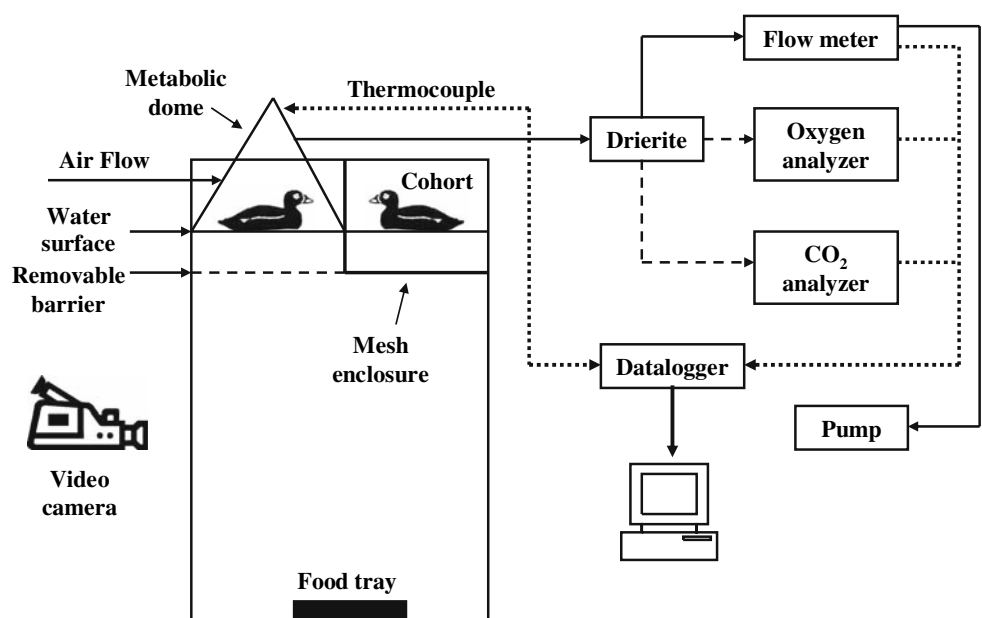 Metabolic
dome
Thermocouple
Flow meter
Drierite
Oxygen
analyzer
Air Flow
Cohort
Water
surface
Removable
barrier
CO₂
analyzer
Mesh
enclosure
Datalogger
Pump
Video
camera
Food tray